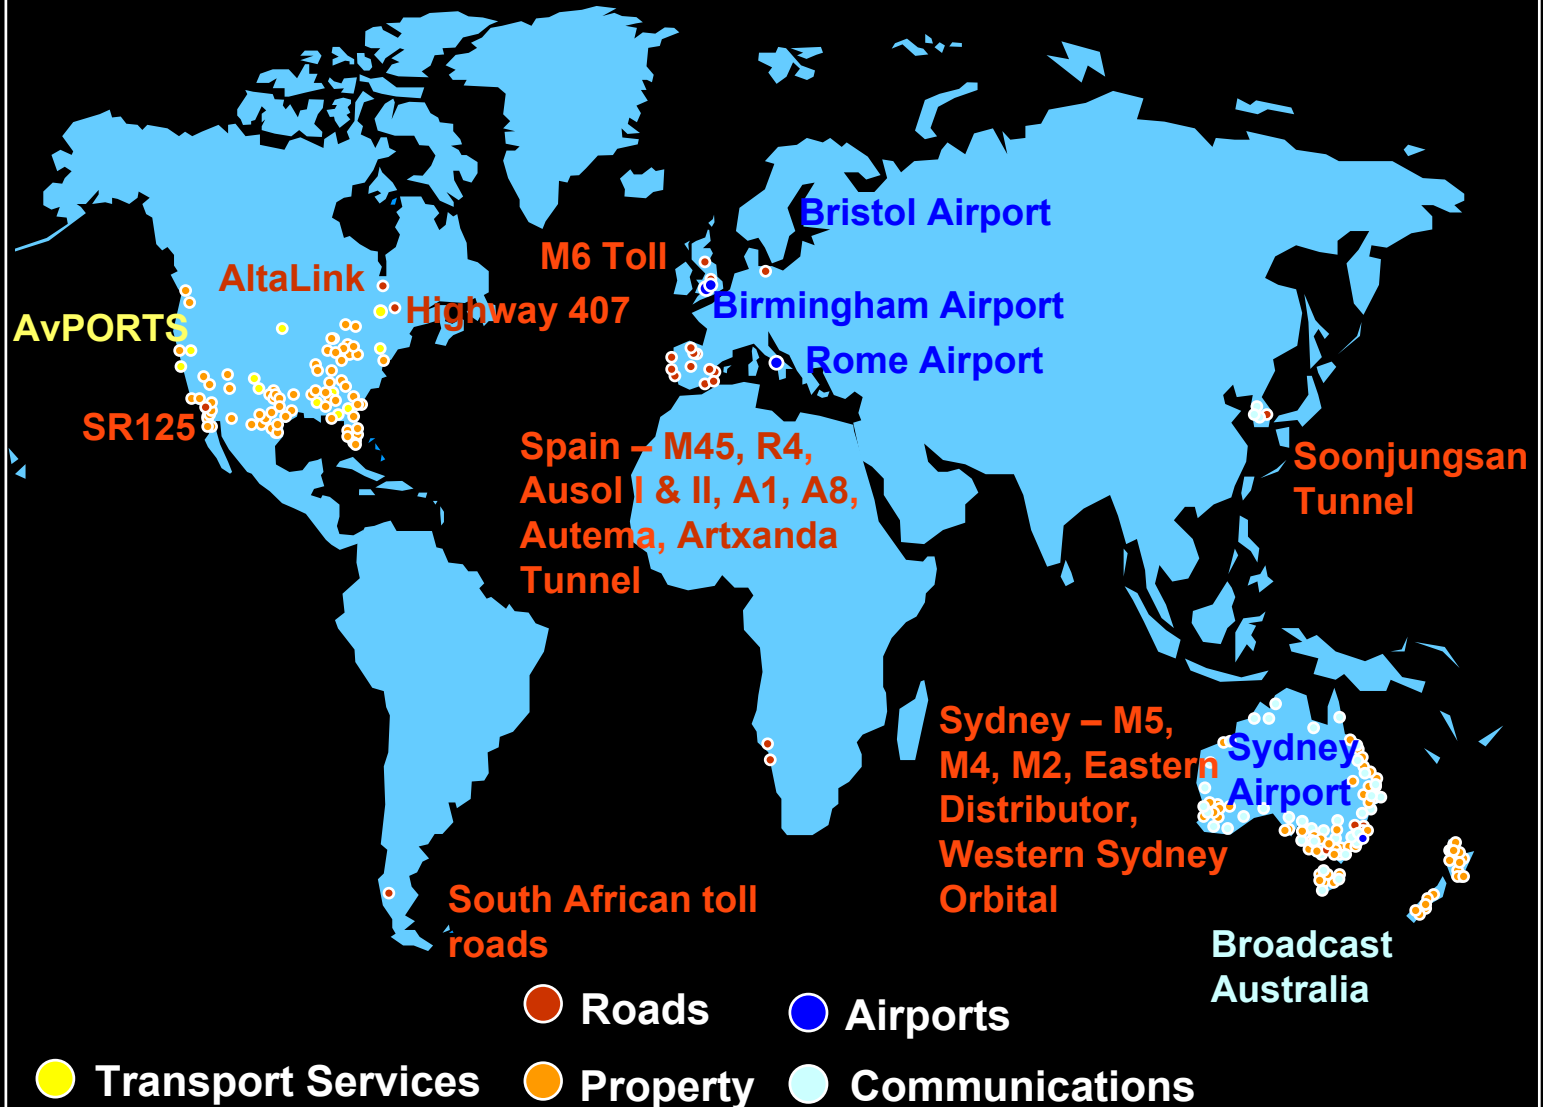 Bristol Airport
M6 Toll
AltaLink
Highway 407
Birmingham Airport
AvPORTS
Rome Airport
SR125
Spain – M45, R4,
Ausol I & II, A1, A8,
Autema, Artxanda
Tunnel
Soonjungsan
Tunnel
Sydney – M5,
M4, M2, Eastern
Distributor,
Western Sydney
Orbital
Sydney
Airport
South African toll
roads
Broadcast
Australia
Roads
Airports
Transport Services
Property
Communications